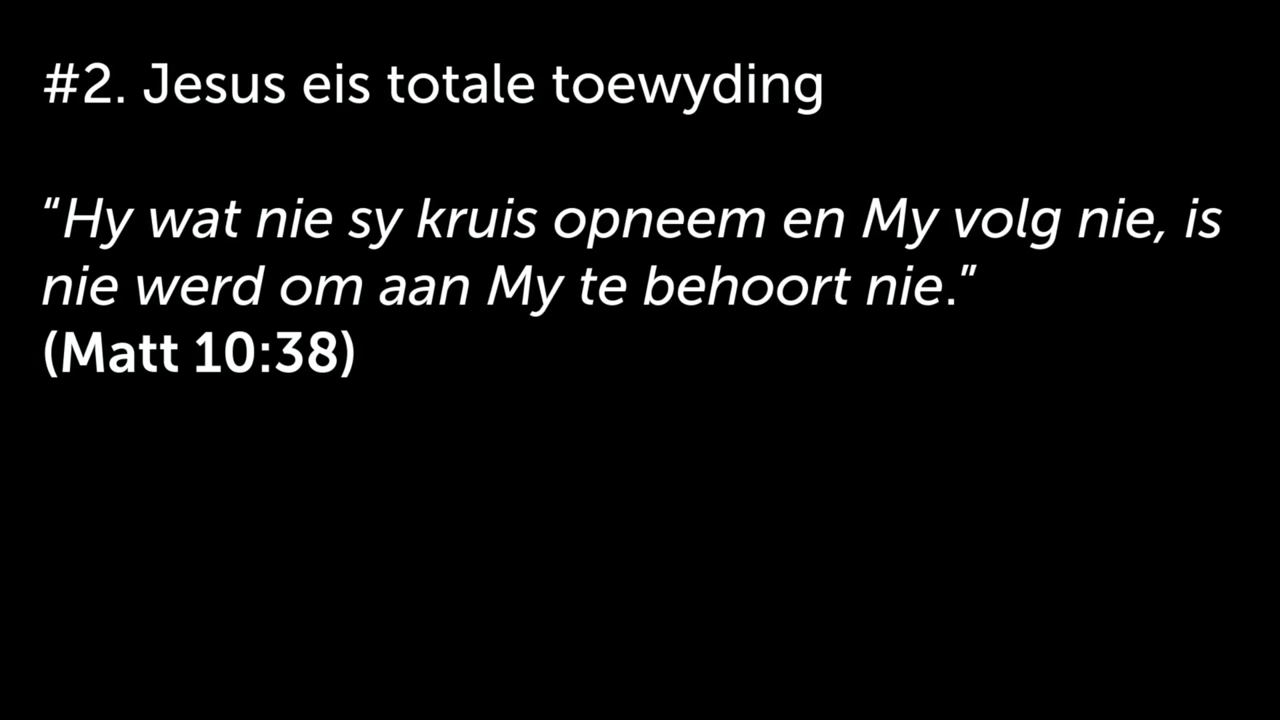 #2. Jesus eis totale toewyding
“Hy wat nie sy kruis opneem en My volg nie, is
nie werd om aan My te behoort nie.”
(Matt 10:38)